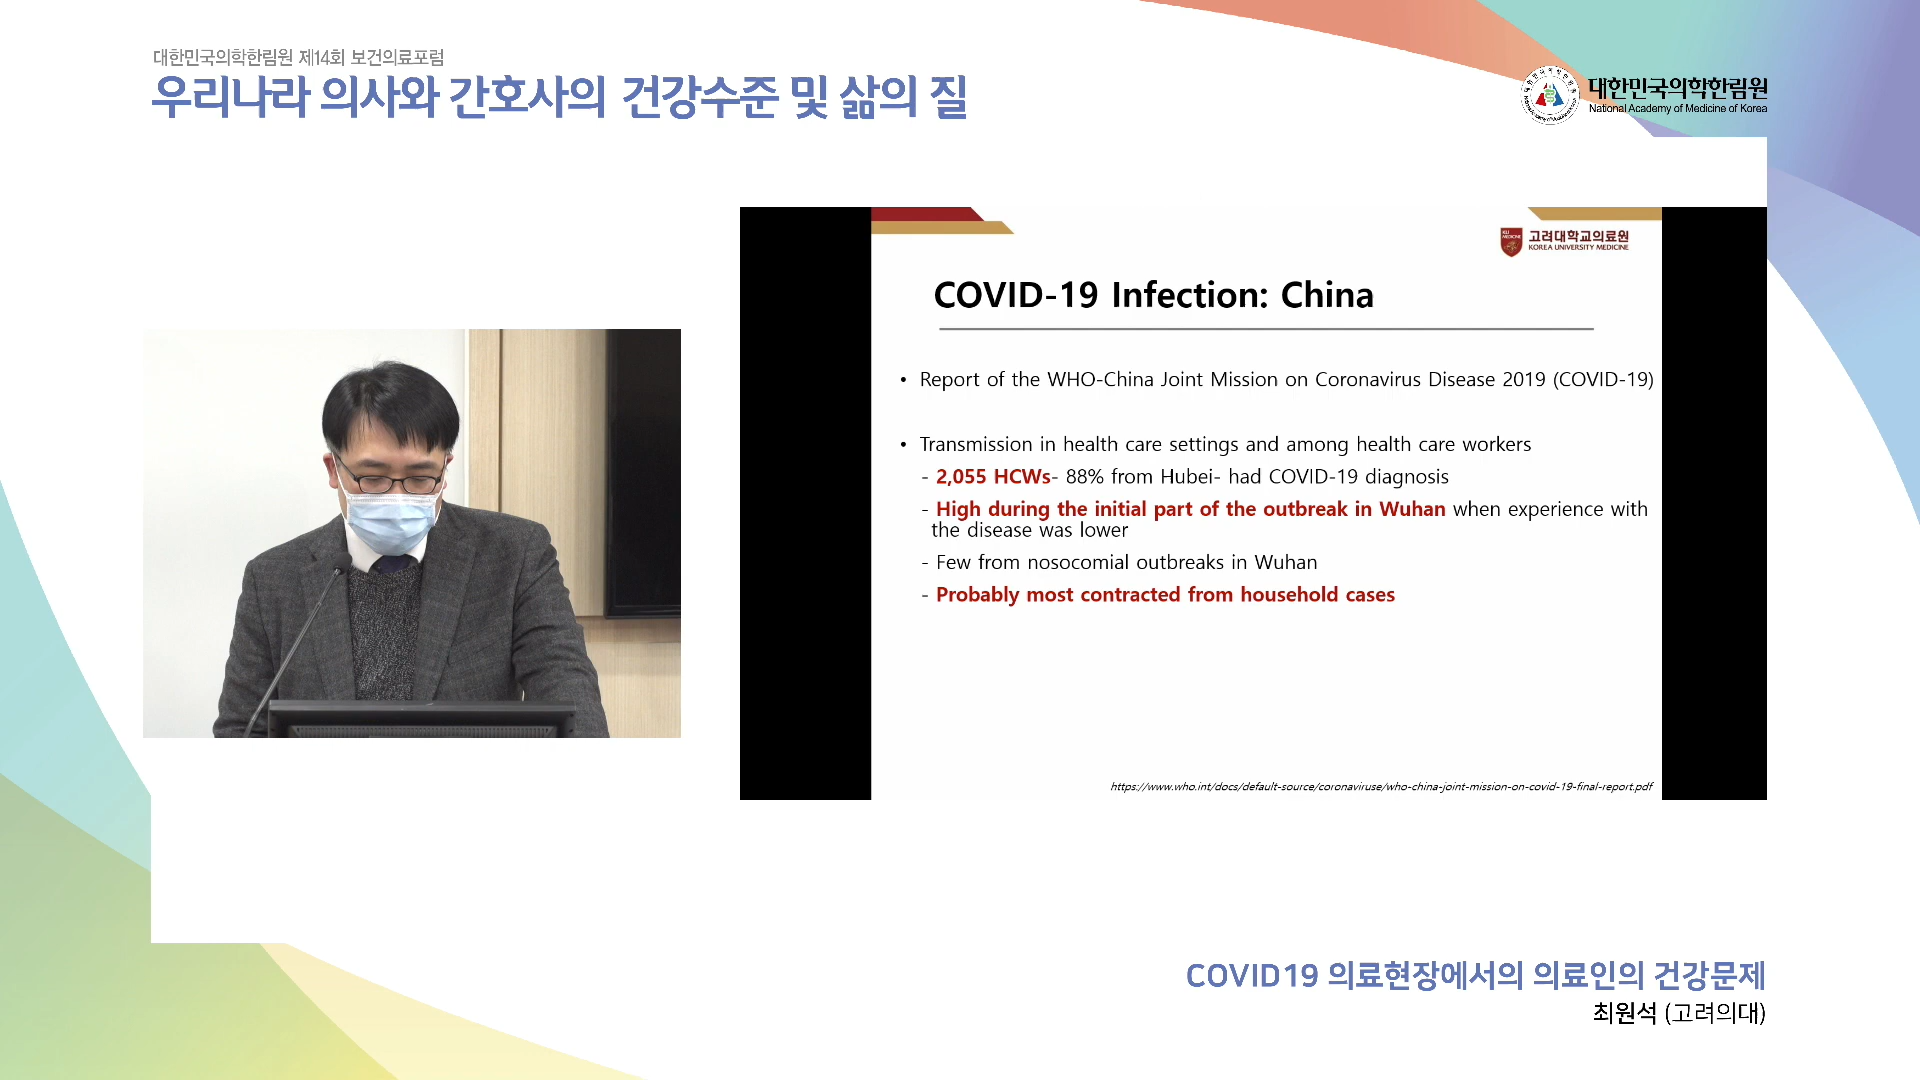 대한민국의학한림원 제14회 보건의료포럼
우리나라 의사와 간호사의 건강수준 및 삶의 질
대한민국의학한림원
National Academy of Medicine of Korea
KU
MEDICINE
고려대학교의료원
KOREA UNIVERSITY MEDICINE
COVID-19 Infection: China
• Report of the WHO-China Joint Mission on Coronavirus Disease 2019 (COVID-19)
• Transmission in health care settings and among health care workers
- 2,055 HCWs- 88% from Hubei- had COVID-19 diagnosis
- High during the initial part of the outbreak in Wuhan when experience with
the disease was lower
- Few from nosocomial outbreaks in Wuhan
- Probably most contracted from household cases
https://www.who.int/docs/default-source/coronaviruse/who-china-joint-mission-on-covid-19-final-report.pdf
COVID19 의료현장에서의 의료인의 건강문제
최원석 (고려의대)